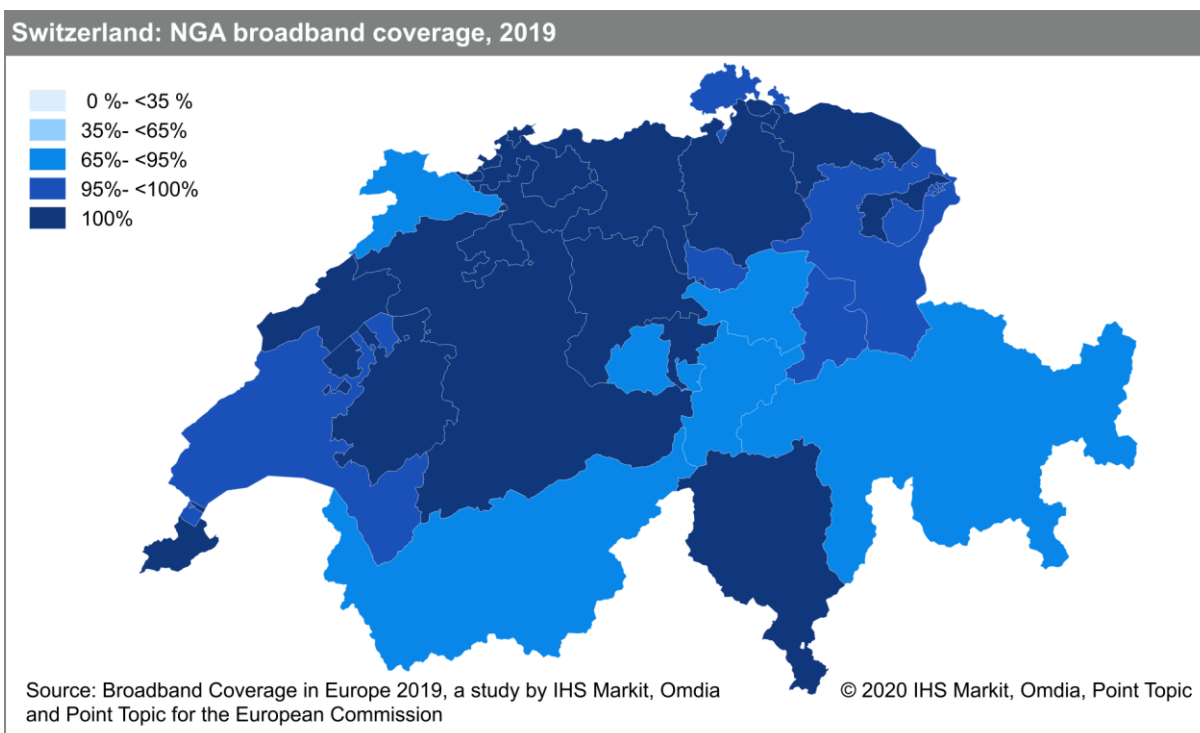 Switzerland: NGA broadband coverage, 2019
0 %- <35 %
35%- <65%
65%- <95%
95%- <100%
100%
Source: Broadband Coverage in Europe 2019, a study by IHS Markit, Omdia
and Point Topic for the European Commission
© 2020 IHS Markit, Omdia, Point Topic